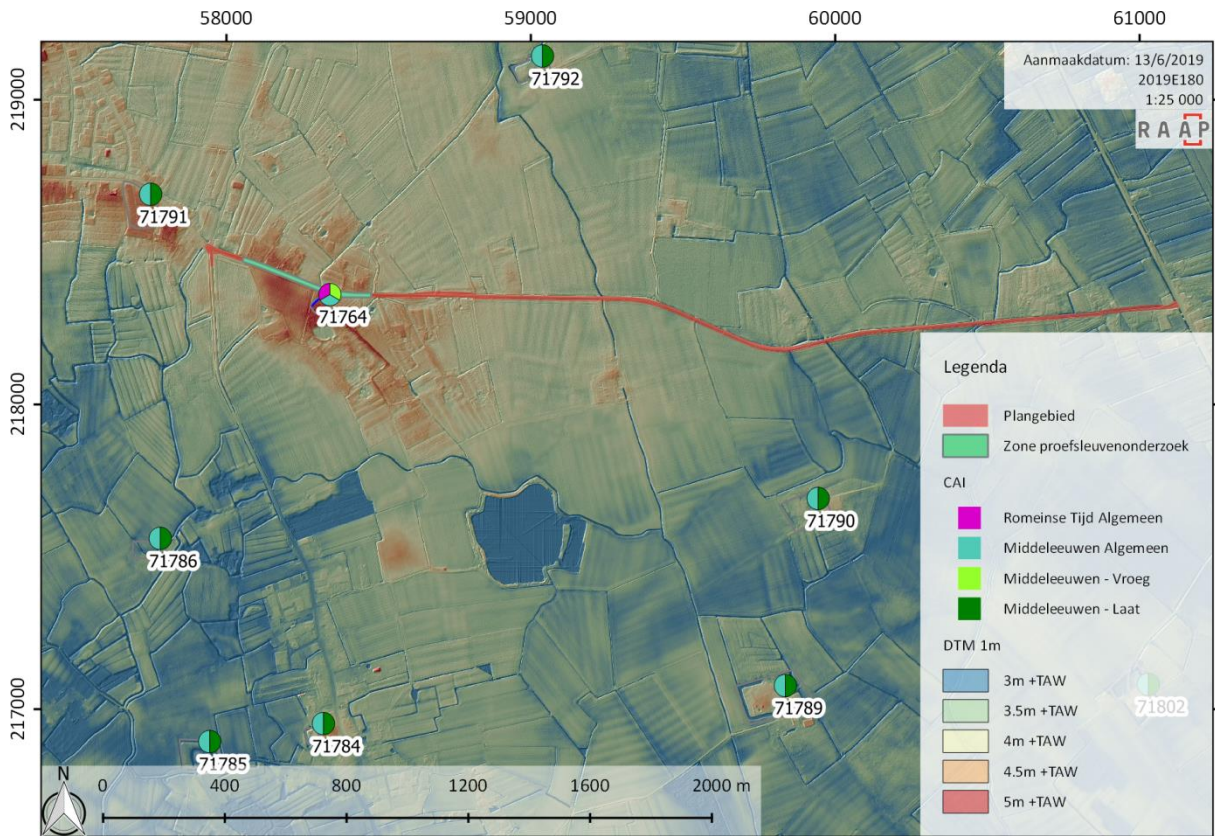 58000
59000
60000
61000
Aanmaakdatum: 13/6/2019
2019E180
1:25 000
RAAP
219000
218000
217000
71792
71791
71764
71790
71786
71789
71784
71785
71802
Legenda
Plangebied
Zone proefsleuvenonderzoek
CAI
Romeinse Tijd Algemeen
Middeleeuwen Algemeen
Middeleeuwen - Vroeg
Middeleeuwen - Laat
DTM 1m
3m +TAW
3.5m +TAW
4m +TAW
4.5m +TAW
5m +TAW
N
0 400 800 1200 1600 2000 m